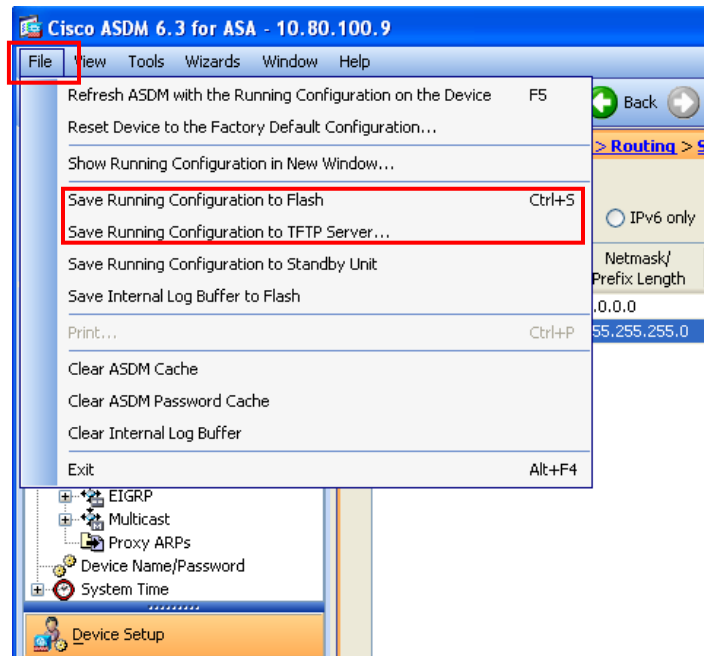 Cisco ASDM 6.3 for ASA - 10.80.100.9
File View Tools Wizards Window Help
Refresh ASDM with the Running Configuration on the Device F5
Reset Device to the Factory Default Configuration...
Show Running Configuration in New Window...
Save Running Configuration to Flash Ctrl+S
Save Running Configuration to TFTP Server...
Save Running Configuration to Standby Unit
Save Internal Log Buffer to Flash
Print... Ctrl+P
Clear ASDM Cache
Clear ASDM Password Cache
Clear Internal Log Buffer
Exit Alt+F4
Back
> Routing >
IPv6 only
Netmask/
Prefix Length
.0.0.0
55.255.255.0
EIGRP
Multicast
Proxy ARPs
Device Name/Password
System Time
Device Setup